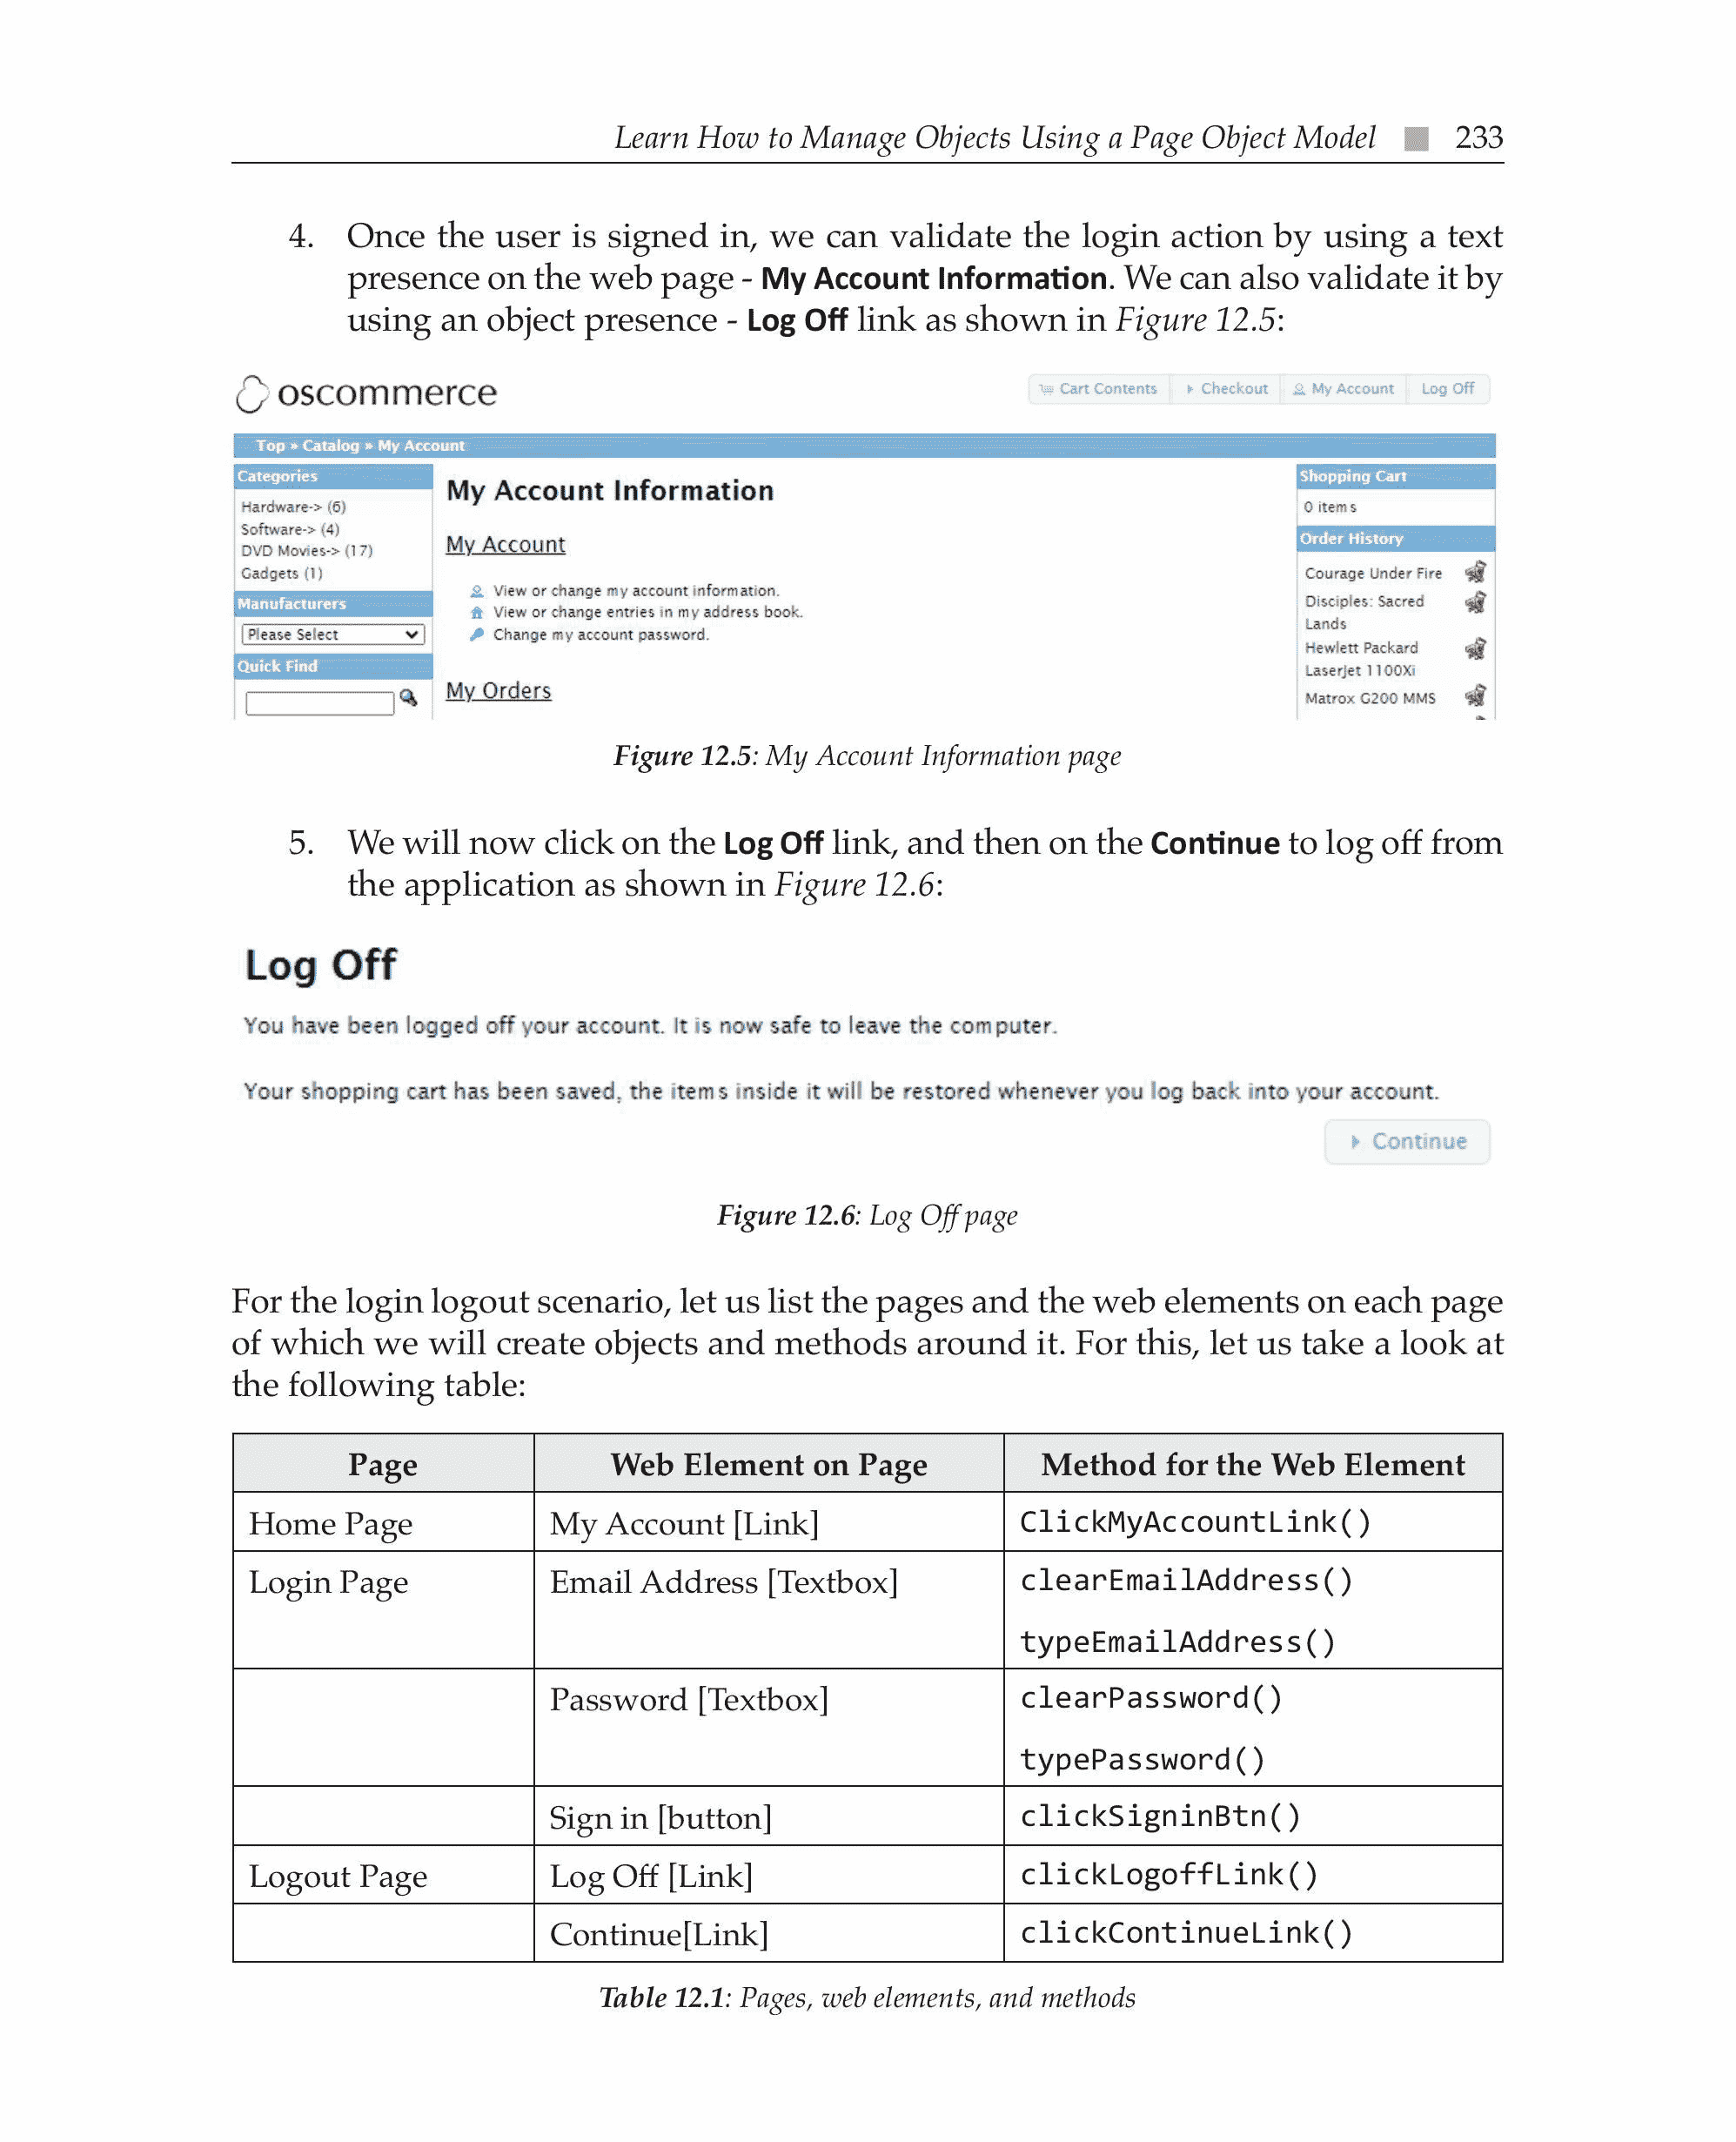 Learn How to Manage Objects Using a Page Object Model 233
4. Once the user is signed in, we can validate the login action by using a text
presence on the web page - My Account Information. We can also validate it by
using an object presence - Log Off link as shown in Figure 12.5:
oscommerce
Cart Contents Checkout My Account Log Off
Top » Catalog » My Account
Categories
Hardware-> (6)
Software-> (4)
DVD Movies-> (17)
Gadgets (1)
Manufacturers
Please Select
Quick Find
My Account Information
My Account
View or change my account information.
View or change entries in my address book.
Change my account password.
My Orders
Shopping Cart
0 items
Order History
Courage Under Fire
Disciples: Sacred
Lands
Hewlett Packard
LaserJet 1100Xi
Matrox G200 MMS
Figure 12.5: My Account Information page
5. We will now click on the Log Off link, and then on the Continue to log off from
the application as shown in Figure 12.6:
Log Off
You have been logged off your account. It is now safe to leave the computer.
Your shopping cart has been saved, the items inside it will be restored whenever you log back into your account.
Continue
Figure 12.6: Log Off page
For the login logout scenario, let us list the pages and the web elements on each page
of which we will create objects and methods around it. For this, let us take a look at
the following table:
Page Web Element on Page Method for the Web Element
Home Page My Account [Link] ClickMyAccountLink()
Login Page Email Address [Textbox] clearEmailAddress()
typeEmailAddress()
Password [Textbox] clearPassword()
typePassword()
Sign in [button] clickSigninBtn()
Logout Page Log Off [Link] clickLogoffLink()
Continue[Link] clickContinueLink()
Table 12.1: Pages, web elements, and methods